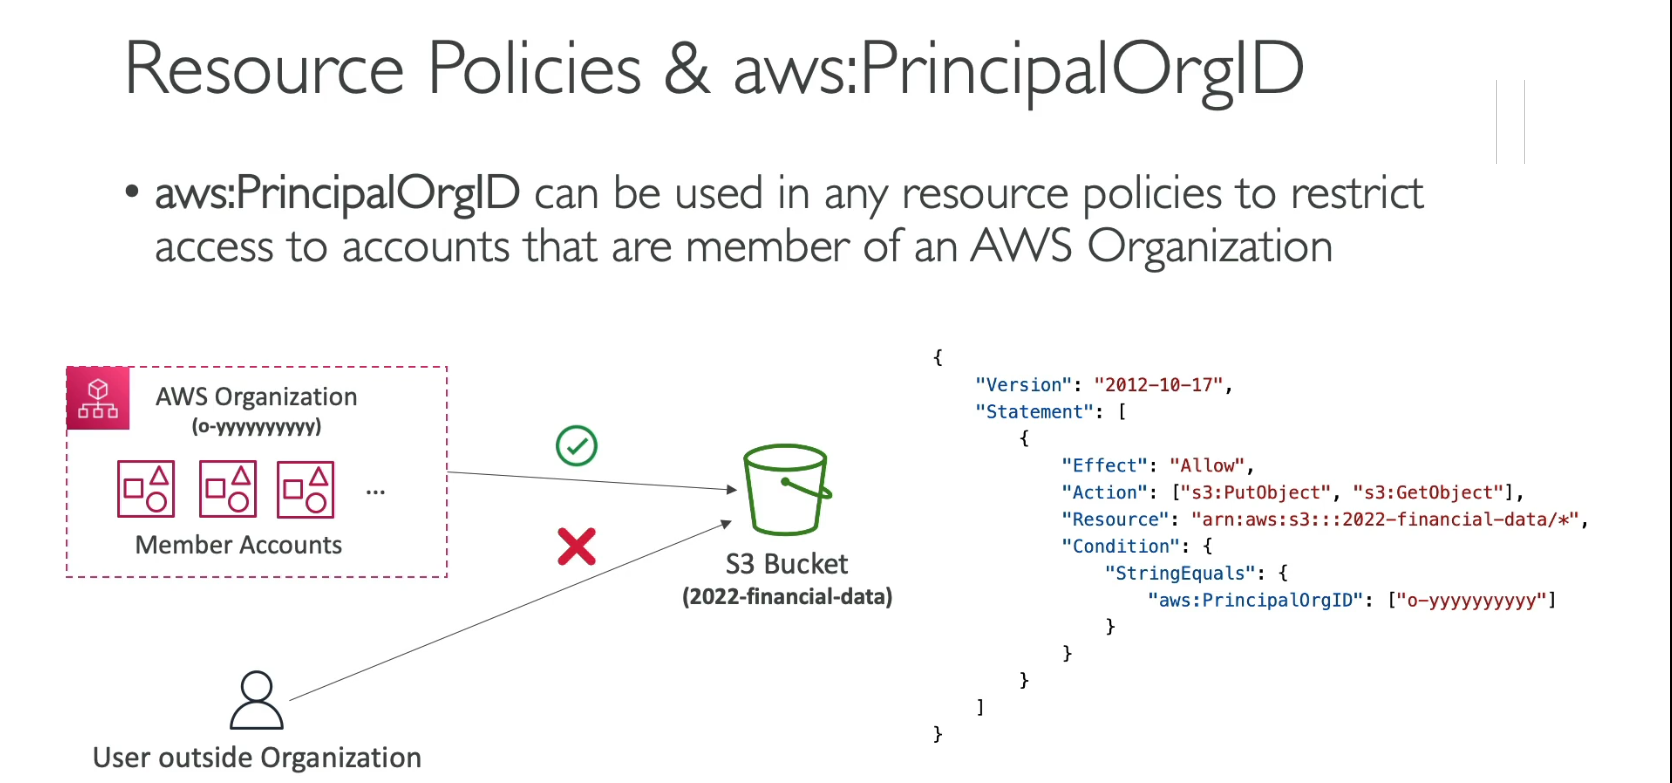 Resource Policies & aws:PrincipalOrgID
• aws:PrincipalOrgID can be used in any resource policies to restrict
access to accounts that are member of an AWS Organization
AWS Organization
(o-yyyyyyyyyy)
...
Member Accounts
S3 Bucket
(2022-financial-data)
User outside Organization
{
"Version": "2012-10-17",
"Statement": [
{
"Effect": "Allow",
"Action": ["s3:PutObject", "s3:GetObject"],
"Resource": "arn:aws:s3:::2022-financial-data/*",
"Condition": {
"StringEquals": {
"aws:PrincipalOrgID": ["o-yyyyyyyyyy"]
}
}
}
]
}